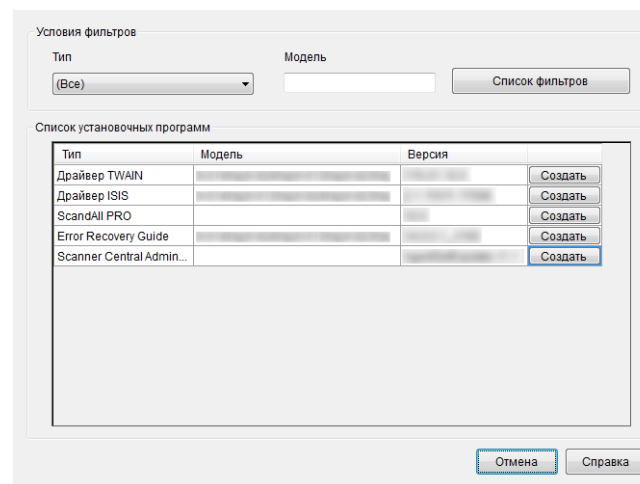 Условия фильтров
Тип Модель
(Все) Список фильтров
Список установочных программ
Тип Модель Версия
Драйвер TWAIN Создать
Драйвер ISIS Создать
ScandAll PRO Создать
Error Recovery Guide Создать
Scanner Central Admin... Создать
Отмена Справка